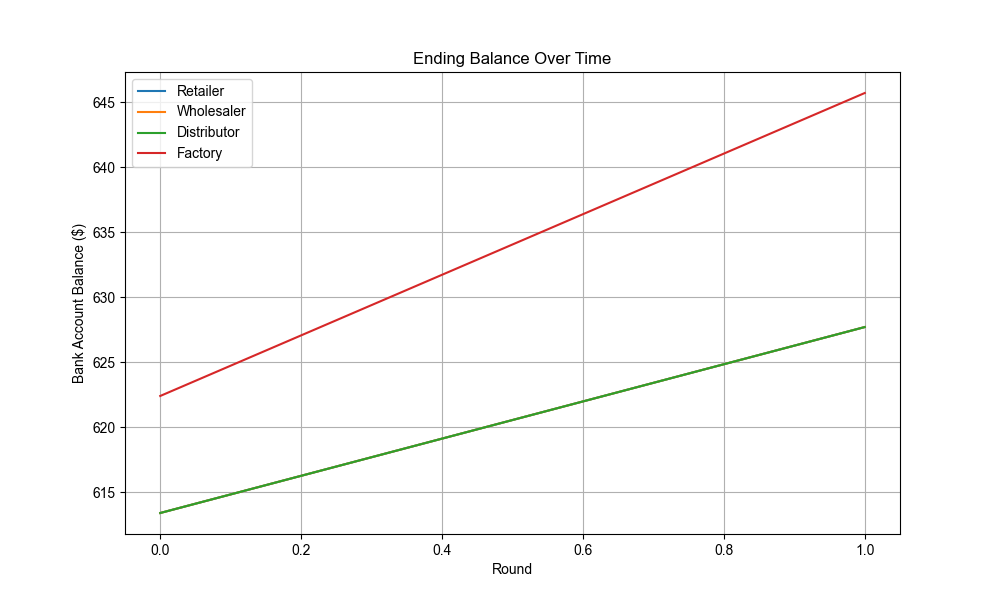 Ending Balance Over Time
Retailer
Wholesaler
Distributor
Factory
Bank Account Balance ($)
645
640
635
630
625
620
615
0.0 0.2 0.4 0.6 0.8 1.0
Round